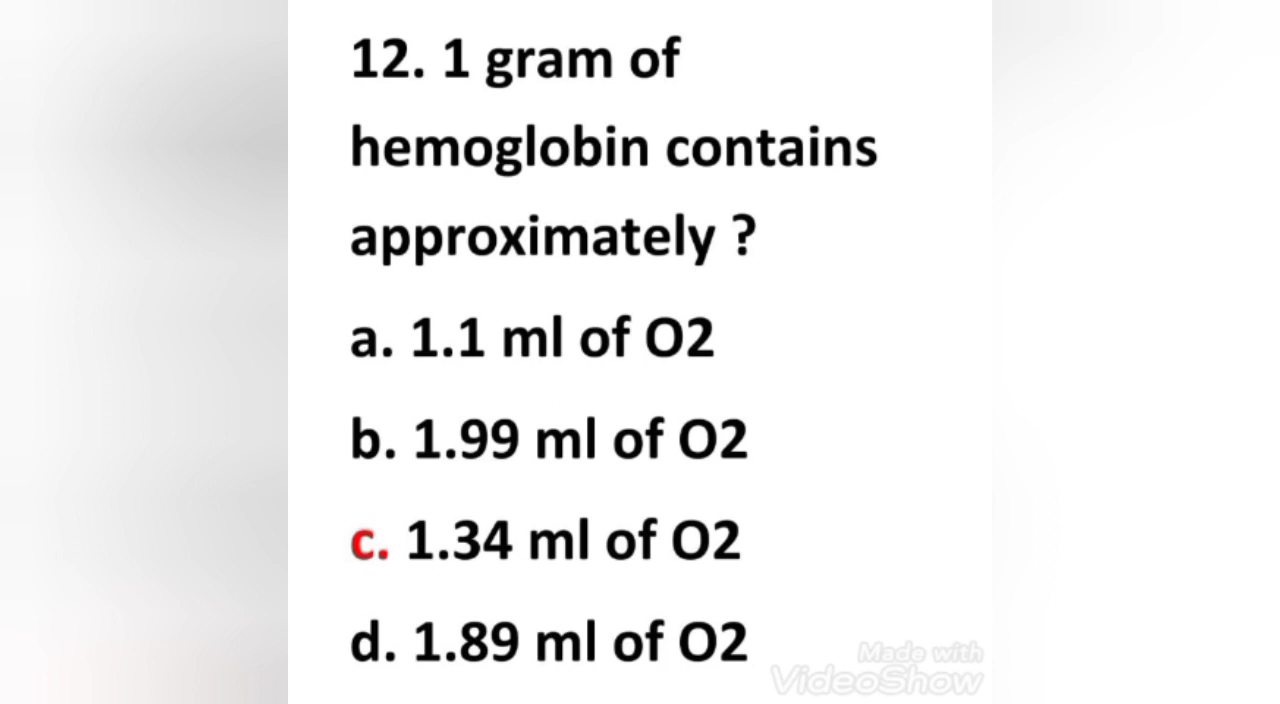 12. 1 gram of
hemoglobin contains
approximately ?
a. 1.1 ml of O2
b. 1.99 ml of O2
c. 1.34 ml of O2
d. 1.89 ml of O2
Made with
VideoShow